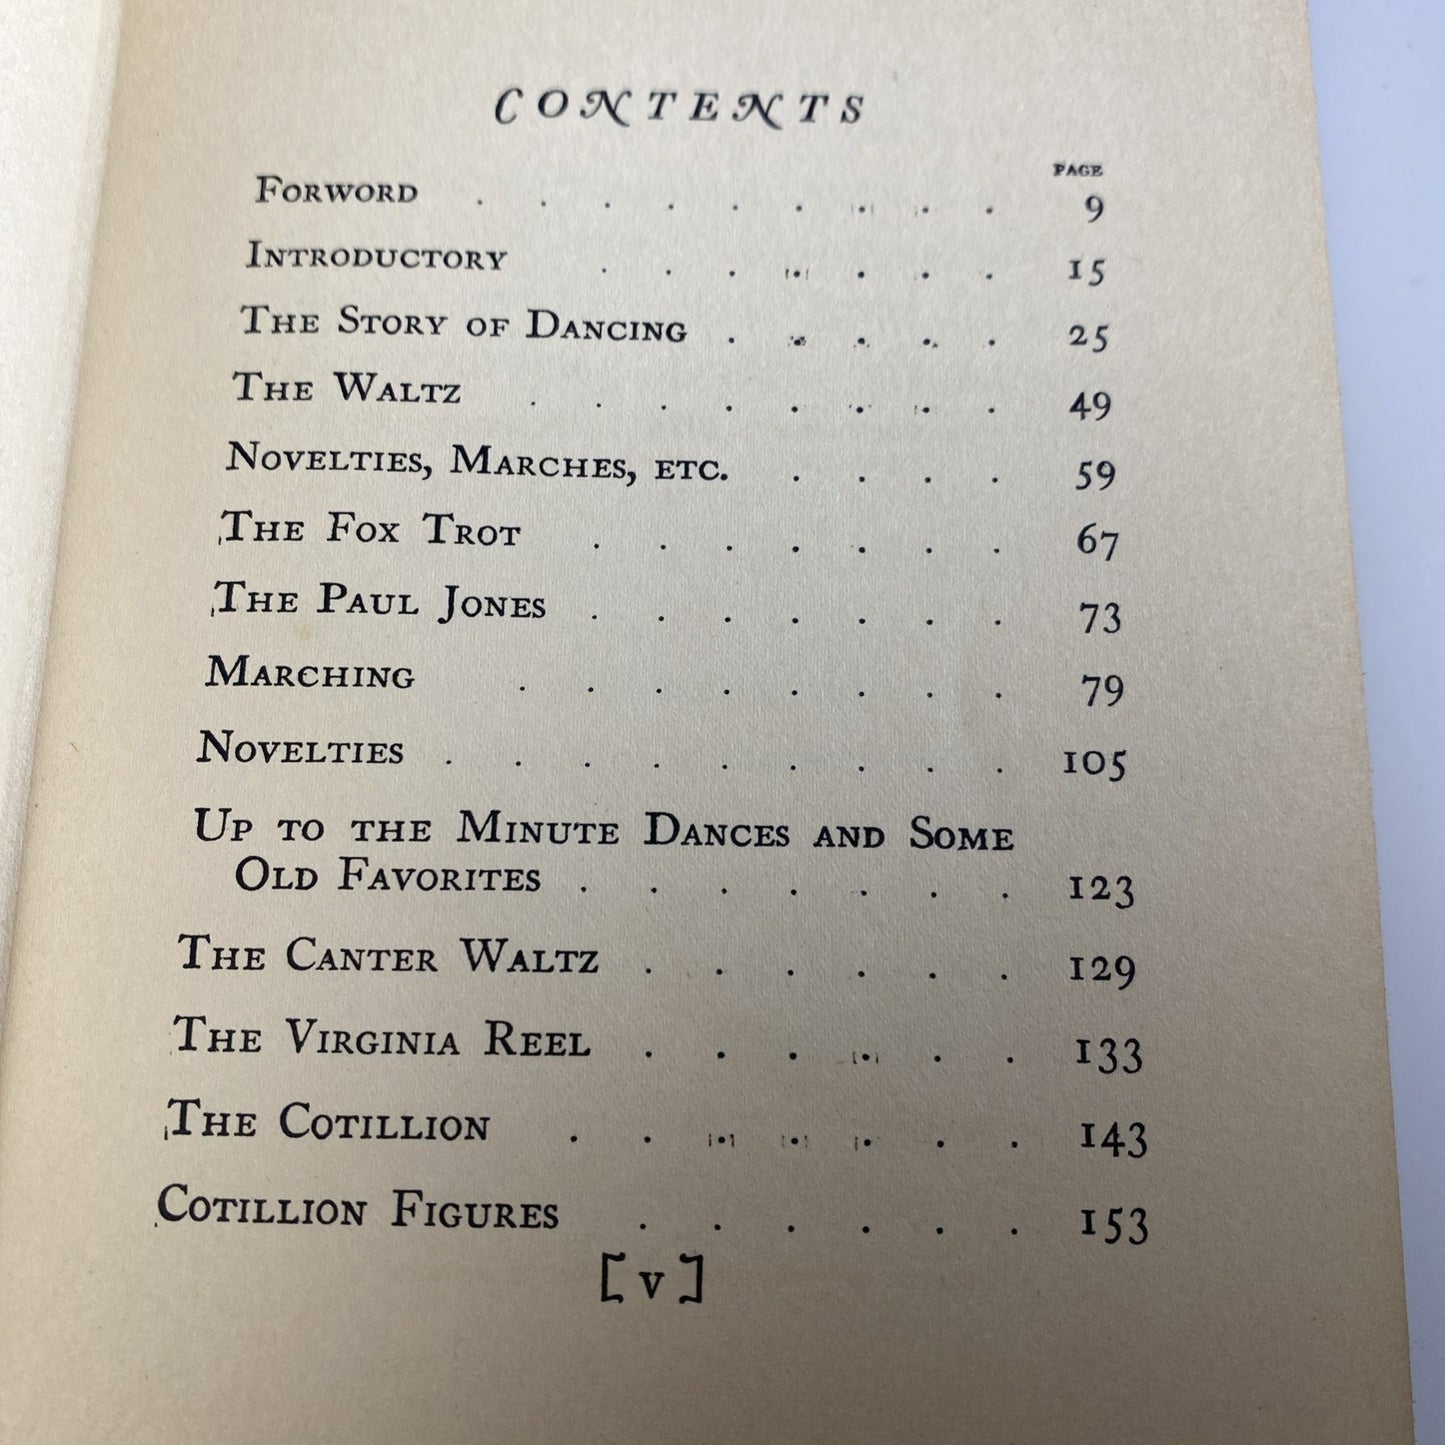 CONTENTS
PAGE
FORWORD . . . . . . . . . 9
INTRODUCTORY . . . . . . . 15
THE STORY OF DANCING . . . . . 25
THE WALTZ . . . . . . . . 49
NOVELTIES, MARCHES, ETC. . . . . 59
THE FOX TROT . . . . . . . 67
THE PAUL JONES . . . . . . . 73
MARCHING . . . . . . . . 79
NOVELTIES . . . . . . . . . 105
UP TO THE MINUTE DANCES AND SOME
OLD FAVORITES . . . . . . . 123
THE CANTER WALTZ . . . . . . 129
THE VIRGINIA REEL . . . . . . 133
THE COTILLION . . . . . . . 143
COTILLION FIGURES . . . . . . 153
[v]